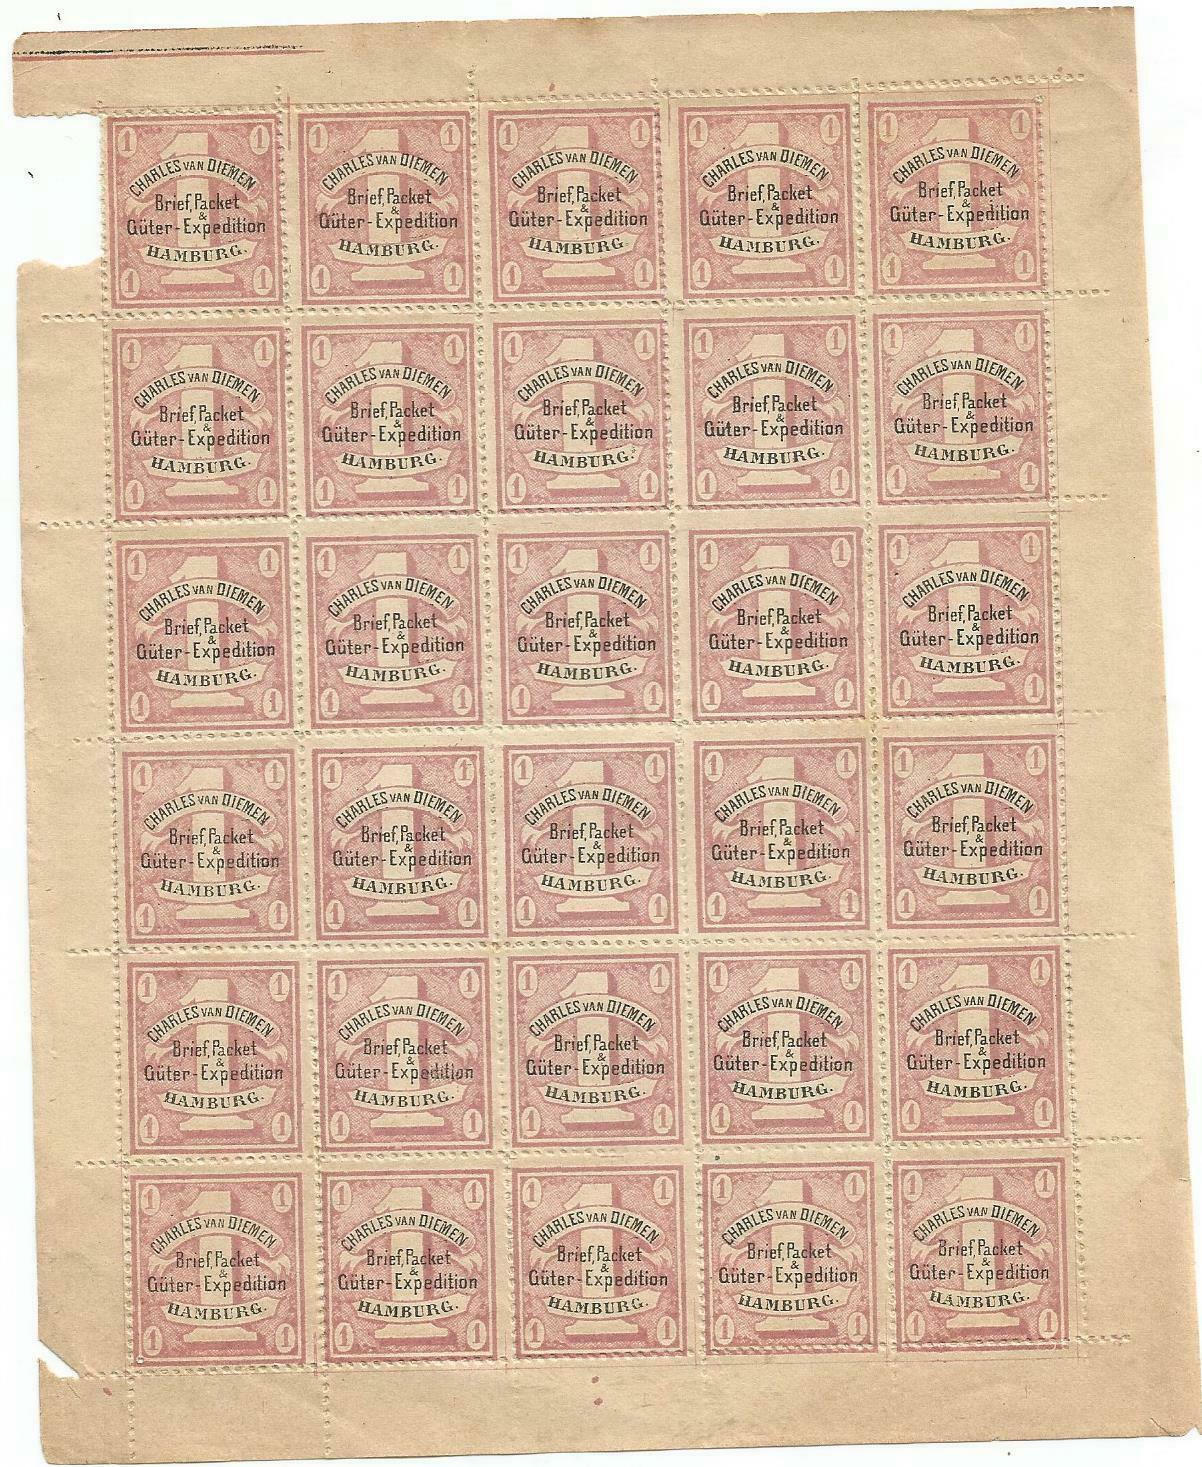 1 1
CHARLES VAN DIEMEN
Brief, Packet
&
Güter-Expedition
HAMBURG.
1 1
1 1
CHARLES VAN DIEMEN
Brief, Packet
&
Güter-Expedition
HAMBURG.
1 1
1 1
CHARLES VAN DIEMEN
Brief, Packet
&
Güter-Expedition
HAMBURG.
1 1
1 1
CHARLES VAN DIEMEN
Brief, Packet
&
Güter-Expedition
HAMBURG.
1 1
1 1
CHARLES VAN DIEMEN
Brief, Packet
&
Güter-Expedition
HAMBURG.
1 1
1 1
CHARLES VAN DIEMEN
Brief, Packet
&
Güter-Expedition
HAMBURG.
1 1
1 1
CHARLES VAN DIEMEN
Brief, Packet
&
Güter-Expedition
HAMBURG.
1 1
1 1
CHARLES VAN DIEMEN
Brief, Packet
&
Güter-Expedition
HAMBURG.
1 1
1 1
CHARLES VAN DIEMEN
Brief, Packet
&
Güter-Expedition
HAMBURG.
1 1
1 1
CHARLES VAN DIEMEN
Brief, Packet
&
Güter-Expedition
HAMBURG.
1 1
1 1
CHARLES VAN DIEMEN
Brief, Packet
&
Güter-Expedition
HAMBURG.
1 1
1 1
CHARLES VAN DIEMEN
Brief, Packet
&
Güter-Expedition
HAMBURG.
1 1
1 1
CHARLES VAN DIEMEN
Brief, Packet
&
Güter-Expedition
HAMBURG.
1 1
1 1
CHARLES VAN DIEMEN
Brief, Packet
&
Güter-Expedition
HAMBURG.
1 1
1 1
CHARLES VAN DIEMEN
Brief, Packet
&
Güter-Expedition
HAMBURG.
1 1
1 1
CHARLES VAN DIEMEN
Brief, Packet
&
Güter-Expedition
HAMBURG.
1 1
1 1
CHARLES VAN DIEMEN
Brief, Packet
&
Güter-Expedition
HAMBURG.
1 1
1 1
CHARLES VAN DIEMEN
Brief, Packet
&
Güter-Expedition
HAMBURG.
1 1
1 1
CHARLES VAN DIEMEN
Brief, Packet
&
Güter-Expedition
HAMBURG.
1 1
1 1
CHARLES VAN DIEMEN
Brief, Packet
&
Güter-Expedition
HAMBURG.
1 1
1 1
CHARLES VAN DIEMEN
Brief, Packet
&
Güter-Expedition
HAMBURG.
1 1
1 1
CHARLES VAN DIEMEN
Brief, Packet
&
Güter-Expedition
HAMBURG.
1 1
1 1
CHARLES VAN DIEMEN
Brief, Packet
&
Güter-Expedition
HAMBURG.
1 1
1 1
CHARLES VAN DIEMEN
Brief, Packet
&
Güter-Expedition
HAMBURG.
1 1
1 1
CHARLES VAN DIEMEN
Brief, Packet
&
Güter-Expedition
HAMBURG.
1 1
1 1
CHARLES VAN DIEMEN
Brief, Packet
&
Güter-Expedition
HAMBURG.
1 1
1 1
CHARLES VAN DIEMEN
Brief, Packet
&
Güter-Expedition
HAMBURG.
1 1
1 1
CHARLES VAN DIEMEN
Brief, Packet
&
Güter-Expedition
HAMBURG.
1 1
1 1
CHARLES VAN DIEMEN
Brief, Packet
&
Güter-Expedition
HAMBURG.
1 1
1 1
CHARLES VAN DIEMEN
Brief, Packet
&
Güter-Expedition
HAMBURG.
1 1